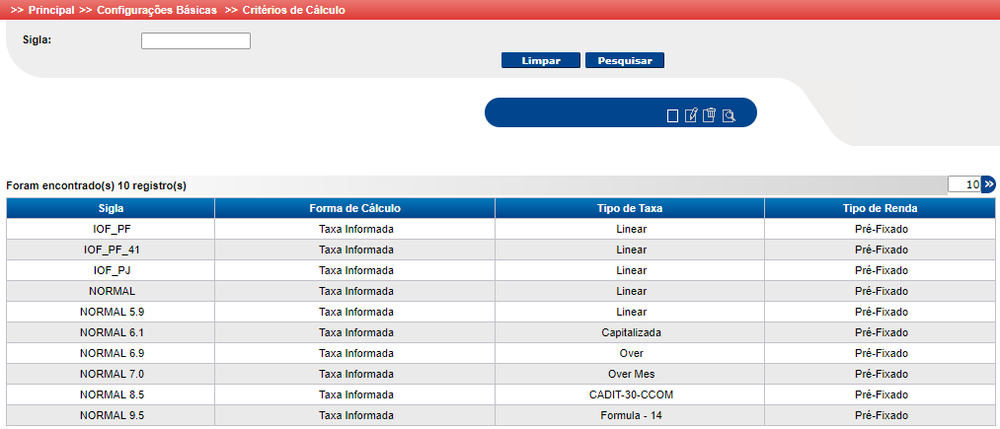 >> Principal >> Configurações Básicas >> Critérios de Cálculo
Sigla:
Limpar Pesquisar
Foram encontrado(s) 10 registro(s) 10
Sigla Forma de Cálculo Tipo de Taxa Tipo de Renda
IOF_PF Taxa Informada Linear Pré-Fixado
IOF_PF_41 Taxa Informada Linear Pré-Fixado
IOF_PJ Taxa Informada Linear Pré-Fixado
NORMAL Taxa Informada Linear Pré-Fixado
NORMAL 5.9 Taxa Informada Linear Pré-Fixado
NORMAL 6.1 Taxa Informada Capitalizada Pré-Fixado
NORMAL 6.9 Taxa Informada Over Pré-Fixado
NORMAL 7.0 Taxa Informada Over Mes Pré-Fixado
NORMAL 8.5 Taxa Informada CADIT-30-CCOM Pré-Fixado
NORMAL 9.5 Taxa Informada Formula - 14 Pré-Fixado